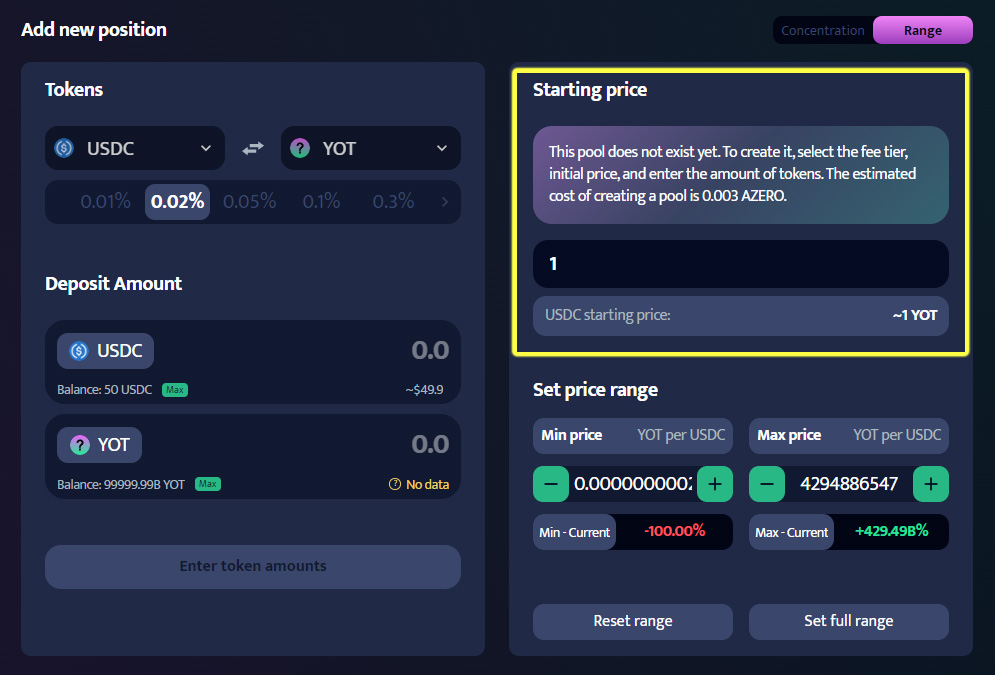 Add new position
Concentration
Range
Tokens
USDC
YOT
0.01%
0.02%
0.05%
0.1%
0.3%
Deposit Amount
USDC
0.0
Balance: 50 USDC
Max
~$49.9
? YOT
0.0
Balance: 99999.99B YOT
Max
? No data
Enter token amounts
Starting price
This pool does not exist yet. To create it, select the fee tier,
initial price, and enter the amount of tokens. The estimated
cost of creating a pool is 0.003 AZERO.
1
USDC starting price:
~1 YOT
Set price range
Min price
YOT per USDC
Max price
YOT per USDC
−
0.000000000
+
−
4294886547
+
Min - Current
-100.00%
Max - Current
+429.49B%
Reset range
Set full range